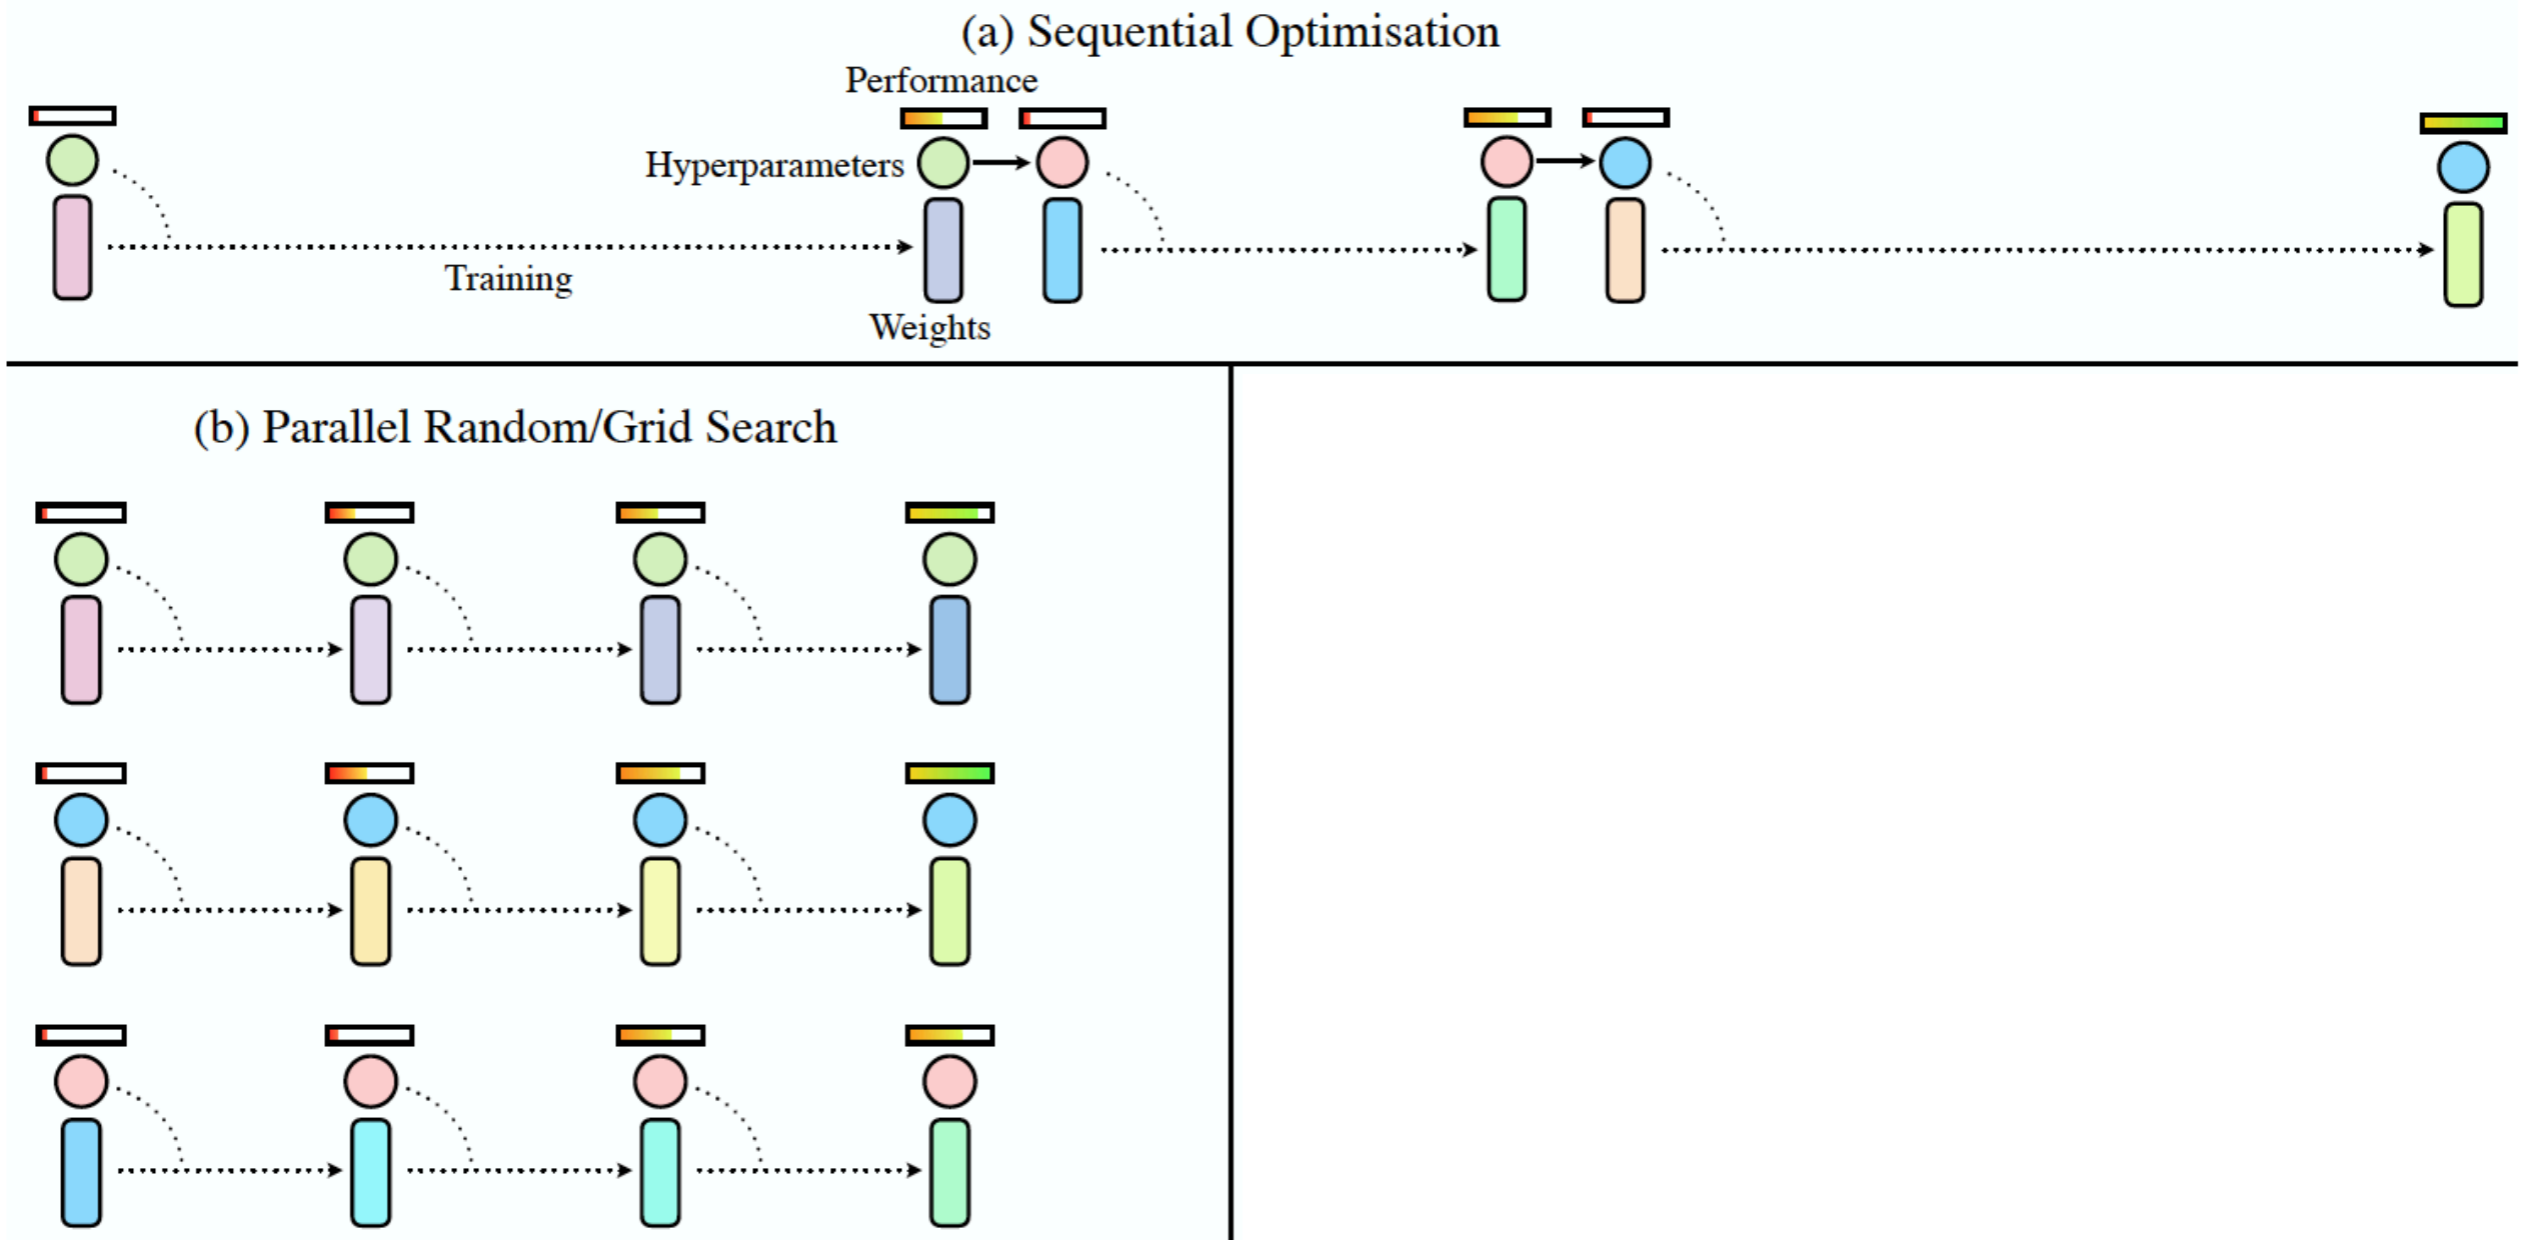 (a) Sequential Optimisation
Performance
Hyperparameters
Training
Weights
(b) Parallel Random/Grid Search